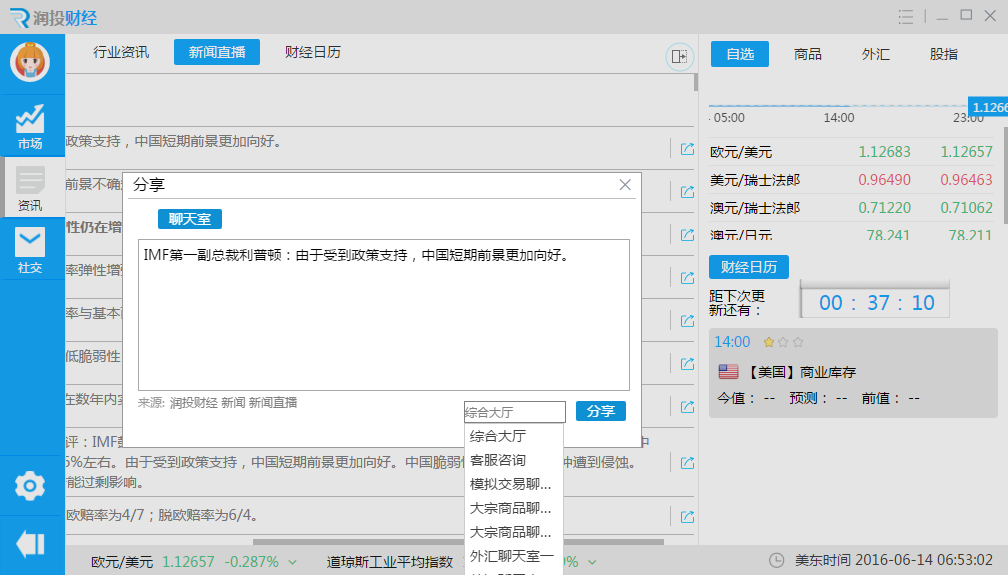 润投财经
行业资讯
新闻直播
财经日历
自选
商品
外汇
股指
市场
资讯
社交
1.1266
05:00
14:00
23:00
欧元/美元 1.12683 1.12657
美元/瑞士法郎 0.96490 0.96463
澳元/瑞士法郎 0.71220 0.71062
澳元/日元 78.241 78.211
财经日历
距下次更
新还有：
00 : 37 : 10
14:00
【美国】商业库存
今值： -- 预测： -- 前值： --
政策支持，中国短期前景更加向好。
前景不确
性仍在增
率弹性增强
率与基本
低脆弱性
在数年内实
评：IMF
5%左右。由于受到政策支持，中国短期前景更加向好。中国脆弱
中遭到侵蚀。
能过剩影响。
欧赔率为4/7；脱欧赔率为6/4。
分享
聊天室
IMF第一副总裁利普顿：由于受到政策支持，中国短期前景更加向好。
来源: 润投财经 新闻 新闻直播
综合大厅
分享
综合大厅
客服咨询
模拟交易聊...
大宗商品聊...
大宗商品聊...
外汇聊天室一
欧元/美元 1.12657 -0.287%
道琼斯工业平均指数
%
美东时间 2016-06-14 06:53:02